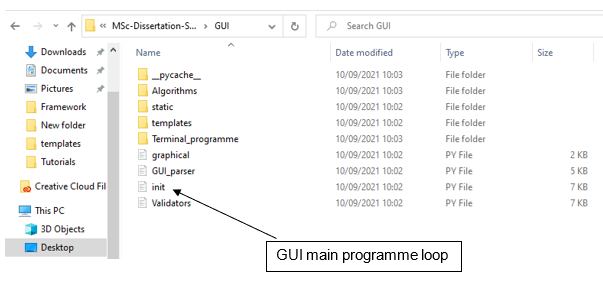 « MSc-Dissertation-S... > GUI
Search GUI
Name Date modified Type Size
Downloads
Documents
Pictures
Framework
New folder
templates
Tutorials
Creative Cloud Fil
This PC
3D Objects
Desktop
__pycache__ 10/09/2021 10:03 File folder
Algorithms 10/09/2021 10:03 File folder
static 10/09/2021 10:02 File folder
templates 10/09/2021 10:02 File folder
Terminal_programme 10/09/2021 10:03 File folder
graphical 10/09/2021 10:02 PY File 2 KB
GUI_parser 10/09/2021 10:02 PY File 5 KB
init 10/09/2021 10:02 PY File 7 KB
Validators 10/09/2021 10:02 PY File 7 KB
GUI main programme loop